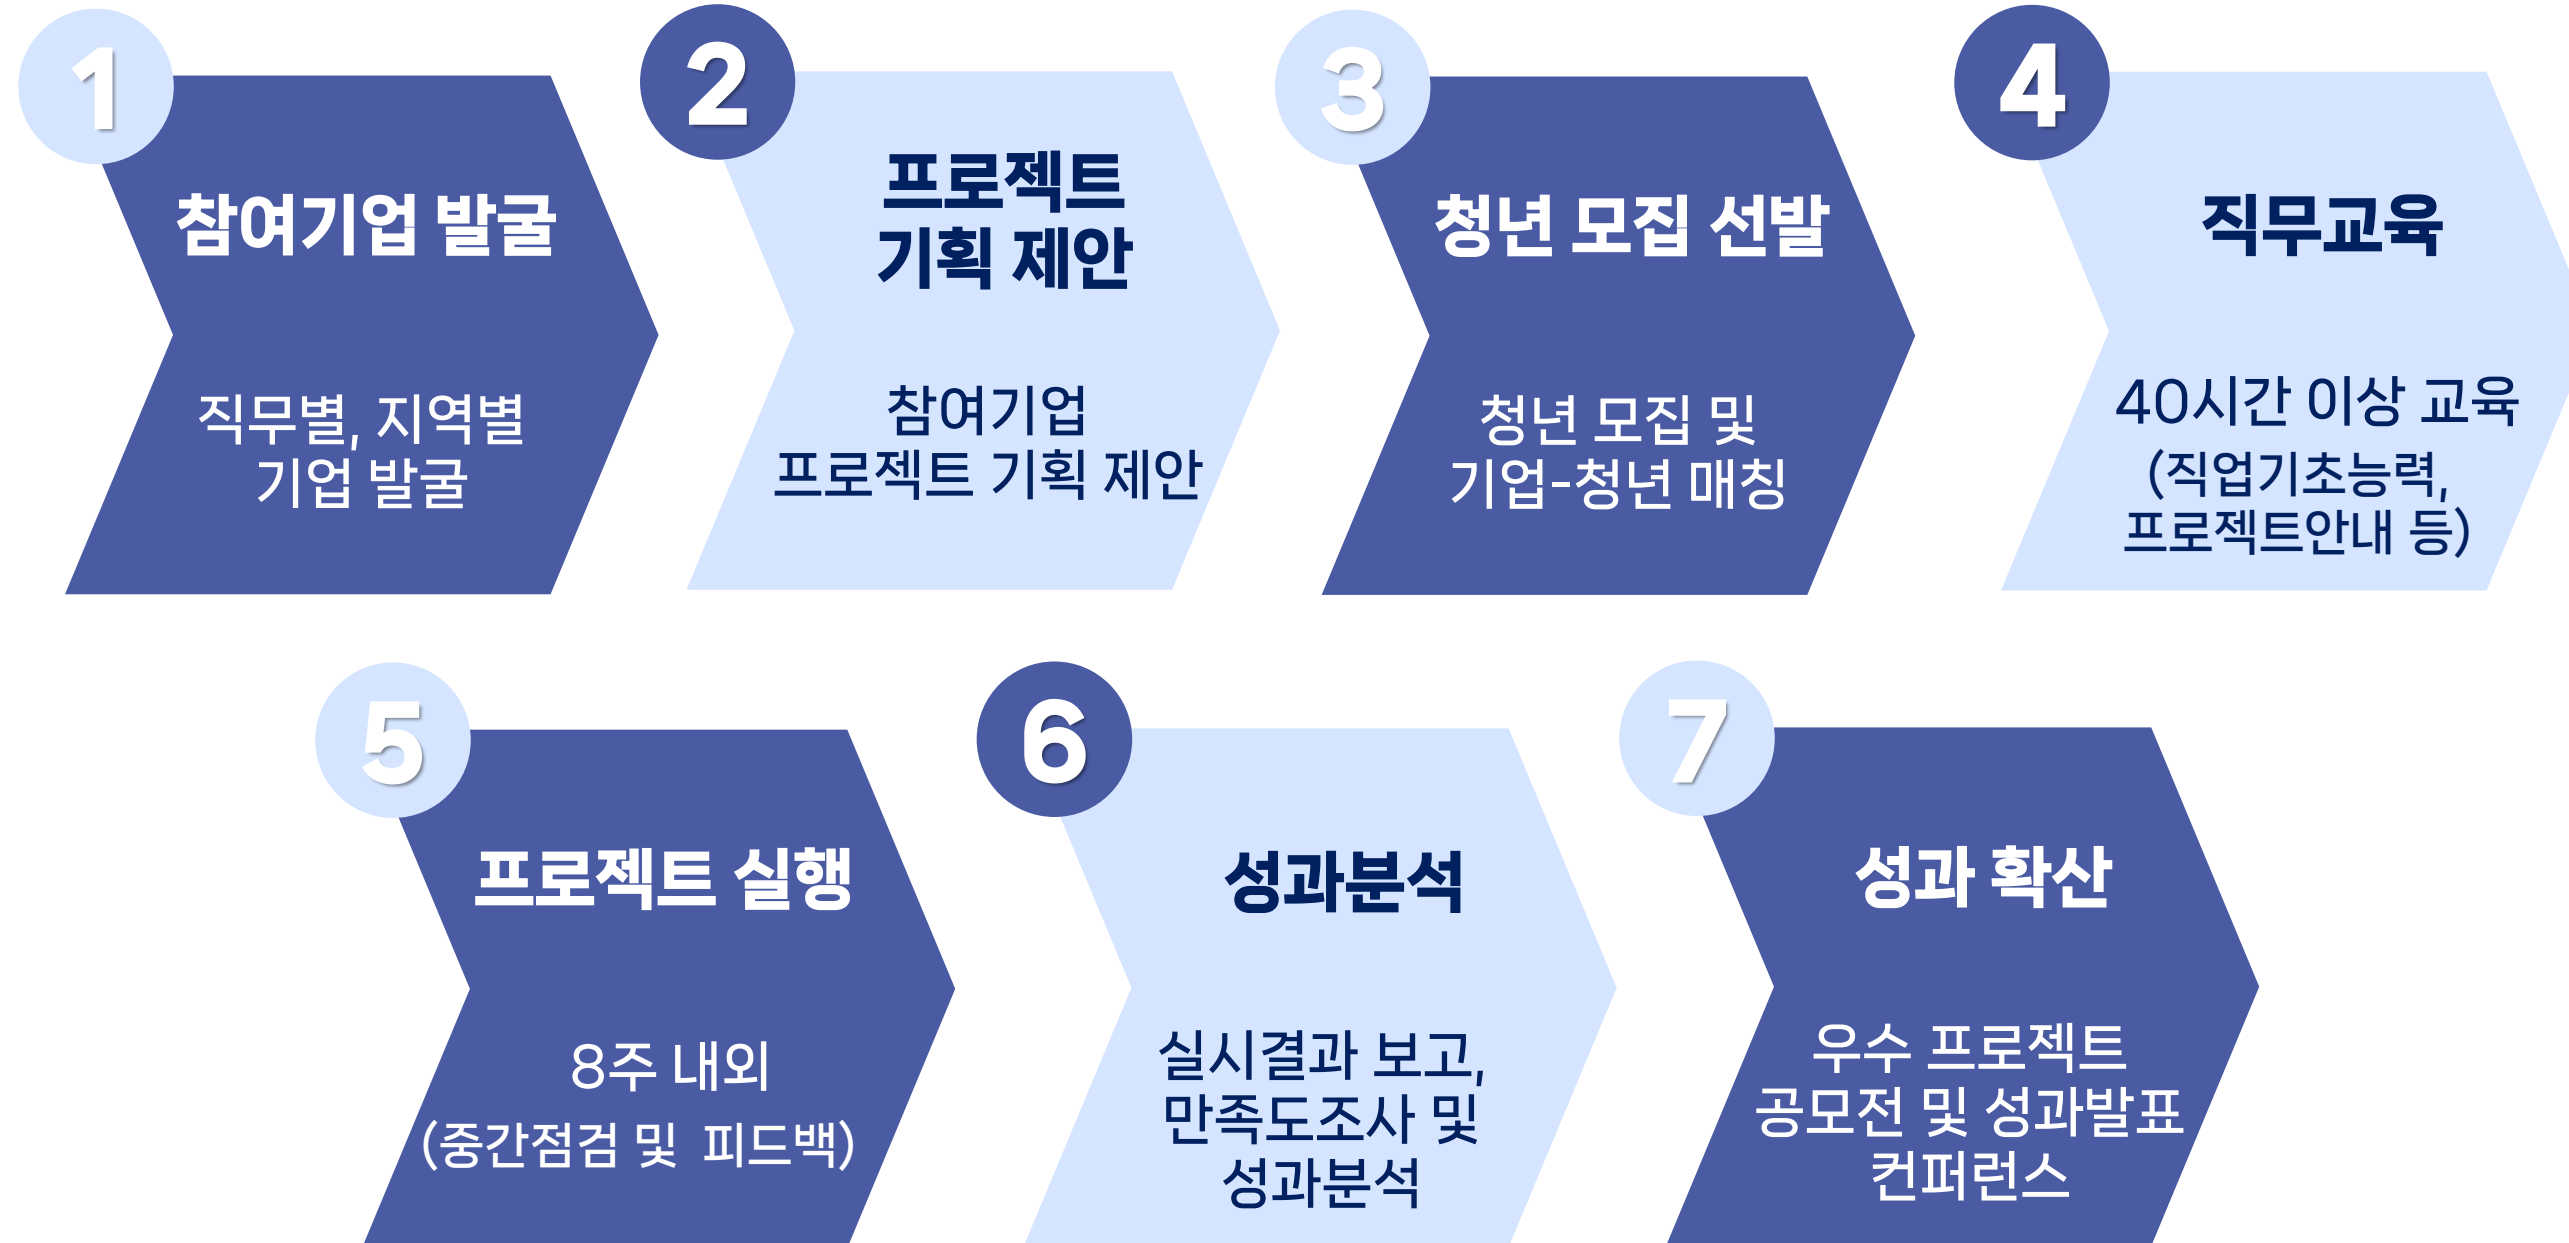 1
참여기업 발굴
직무별, 지역별
기업 발굴
2
프로젝트
기획 제안
참여기업
프로젝트 기획 제안
3
청년 모집 선발
청년 모집 및
기업-청년 매칭
4
직무교육
40시간 이상 교육
(직업기초능력,
프로젝트안내 등)
5
프로젝트 실행
8주 내외
(중간점검 및 피드백)
6
성과분석
실시결과 보고,
만족도조사 및
성과분석
7
성과 확산
우수 프로젝트
공모전 및 성과발표
컨퍼런스